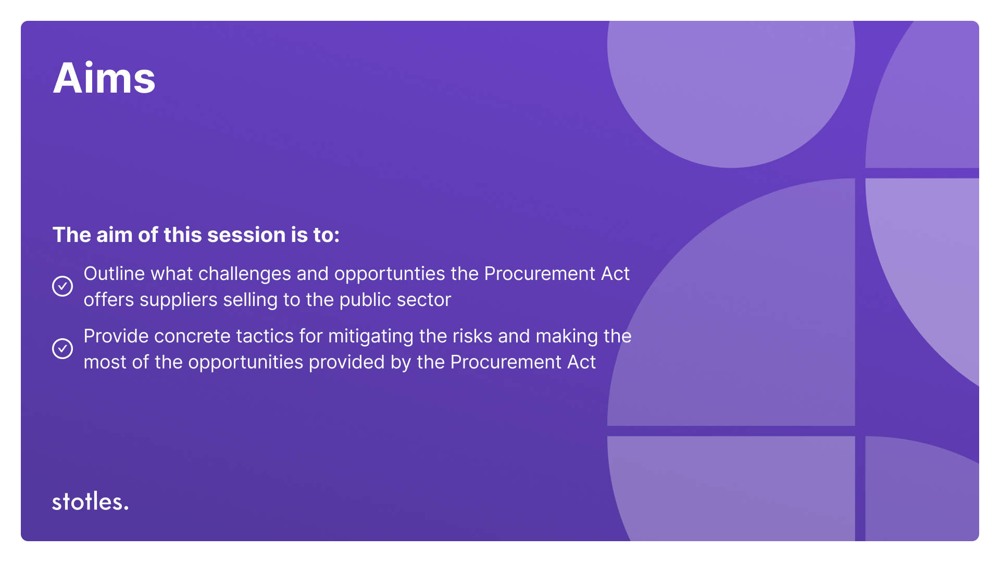 Aims
The aim of this session is to:
Outline what challenges and opportunties the Procurement Act
offers suppliers selling to the public sector
Provide concrete tactics for mitigating the risks and making the
most of the opportunities provided by the Procurement Act
stotles.